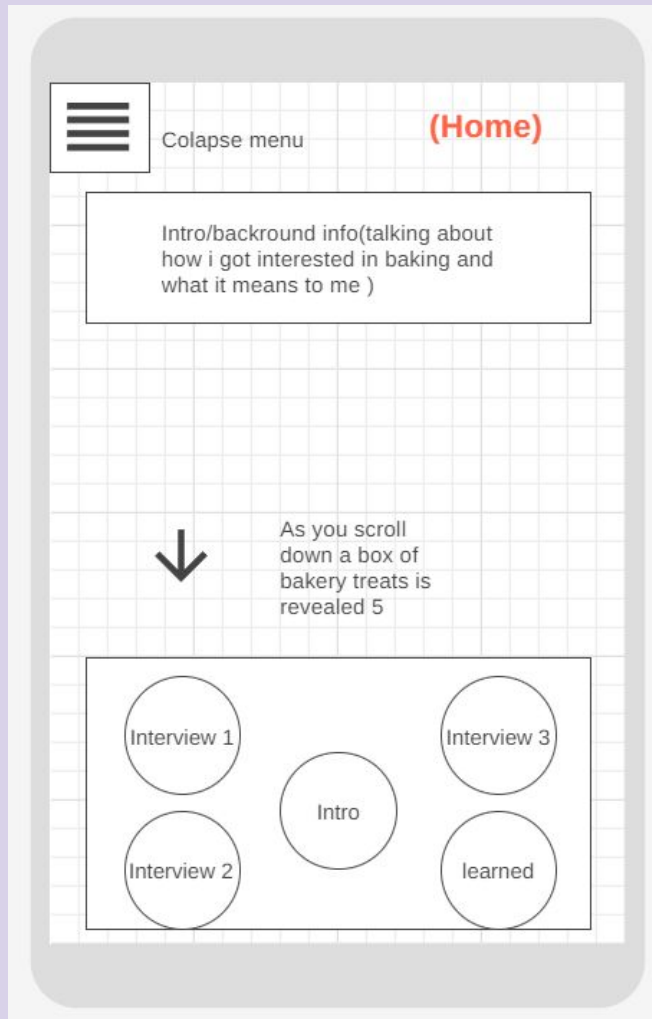 Colapse menu
(Home)
Intro/backround info(talking about
how i got interested in baking and
what it means to me )
As you scroll
down a box of
bakery treats is
revealed 5
Interview 1
Interview 3
Intro
Interview 2
learned